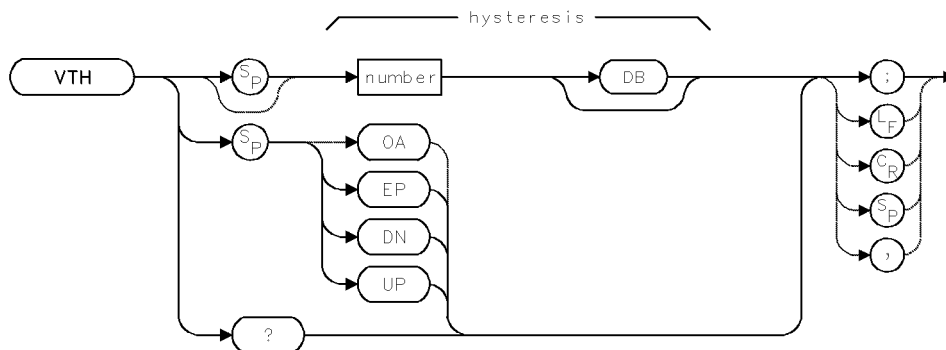 hysteresis
VTH
SP
number
DB
;
LF
SP
OA
CR
EP
SP
DN
,
UP
?